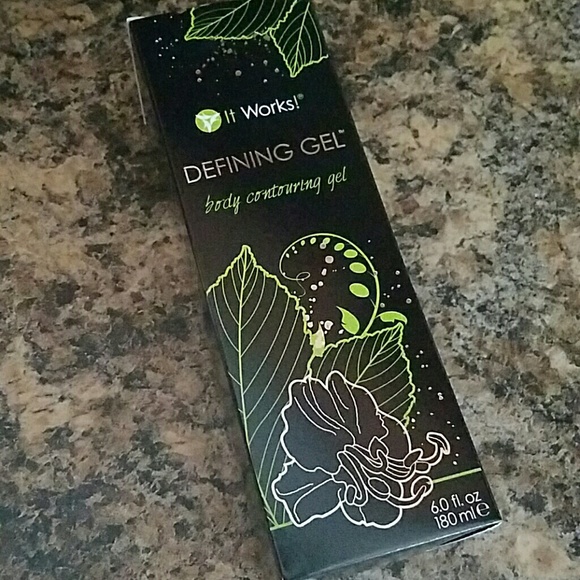 It Works!®
DEFINING GEL™
body contouring gel
6.0 fl.oz
180 ml ℮